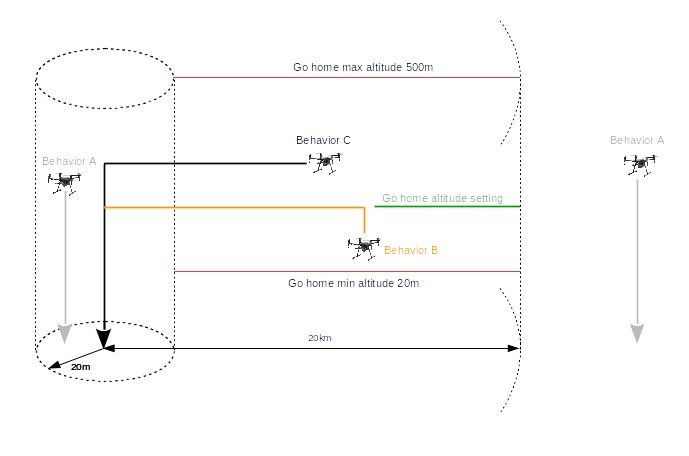 Go home max altitude 500m
Behavior C
Behavior A
Behavior A
Go home altitude setting
Behavior B
Go home min altitude 20m
20km
20m